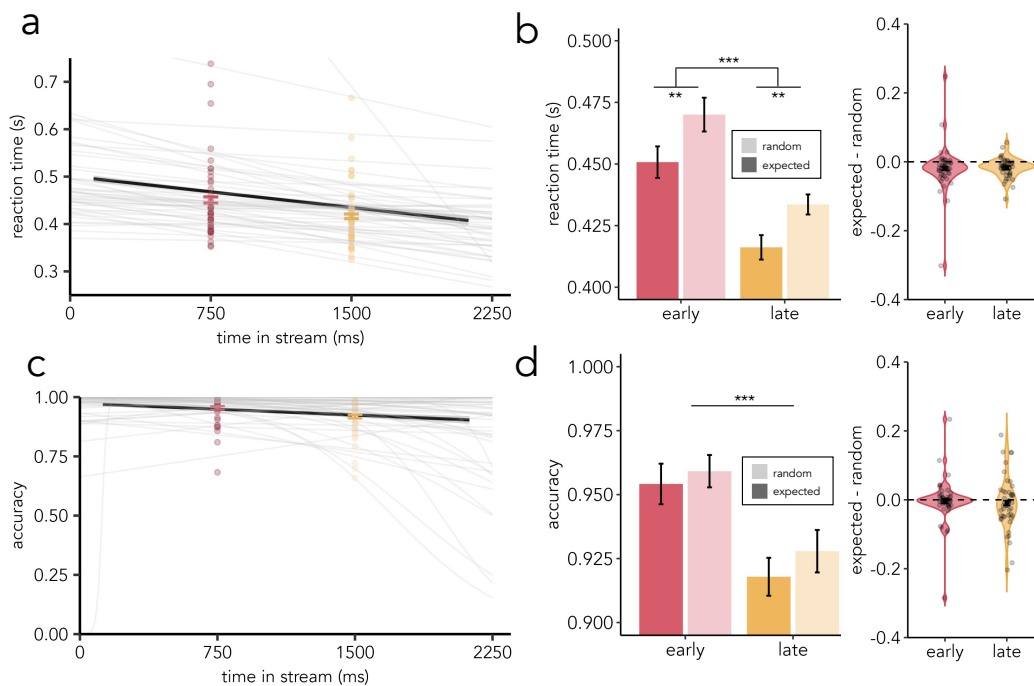 a
reaction time (s)
0.7
0.6
0.5
0.4
0.3
0
750
1500
2250
time in stream (ms)
b
reaction time (s)
0.500
0.475
0.450
0.425
0.400
***
**
**
random
expected
early
late
expected - random
0.4
0.2
0.0
-0.2
-0.4
early
late
c
accuracy
1.00
0.75
0.50
0.25
0.00
0
750
1500
2250
time in stream (ms)
d
accuracy
1.000
0.975
0.950
0.925
0.900
***
random
expected
early
late
expected - random
0.4
0.2
0.0
-0.2
-0.4
early
late